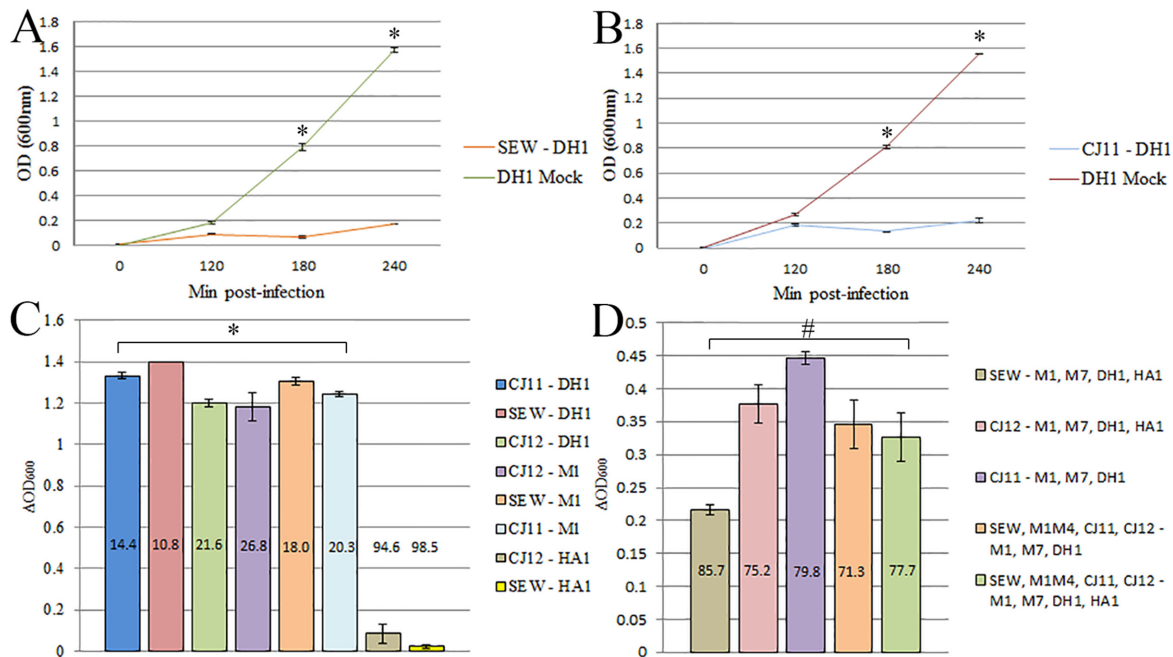 A
1.8
1.6
1.4
1.2
1
0.8
0.6
0.4
0.2
0
OD (600nm)
*
*
0
120
180
240
Min post-infection
SEW - DH1
DH1 Mock
B
1.8
1.6
1.4
1.2
1
0.8
0.6
0.4
0.2
0
OD (600nm)
*
*
0
120
180
240
Min post-infection
CJ11 - DH1
DH1 Mock
C
1.6
1.4
1.2
1
0.8
0.6
0.4
0.2
0
ΔOD600
*
14.4
10.8
21.6
26.8
18.0
20.3
94.6
98.5
CJ11 - DH1
SEW - DH1
CJ12 - DH1
CJ12 - M1
SEW - M1
CJ11 - M1
CJ12 - HA1
SEW - HA1
D
0.5
0.45
0.4
0.35
0.3
0.25
0.2
0.15
0.1
0.05
0
ΔOD600
#
85.7
75.2
79.8
71.3
77.7
SEW - M1, M7, DH1, HA1
CJ12 - M1, M7, DH1, HA1
CJ11 - M1, M7, DH1
SEW, M1M4, CJ11, CJ12 -
M1, M7, DH1
SEW, M1M4, CJ11, CJ12 -
M1, M7, DH1, HA1